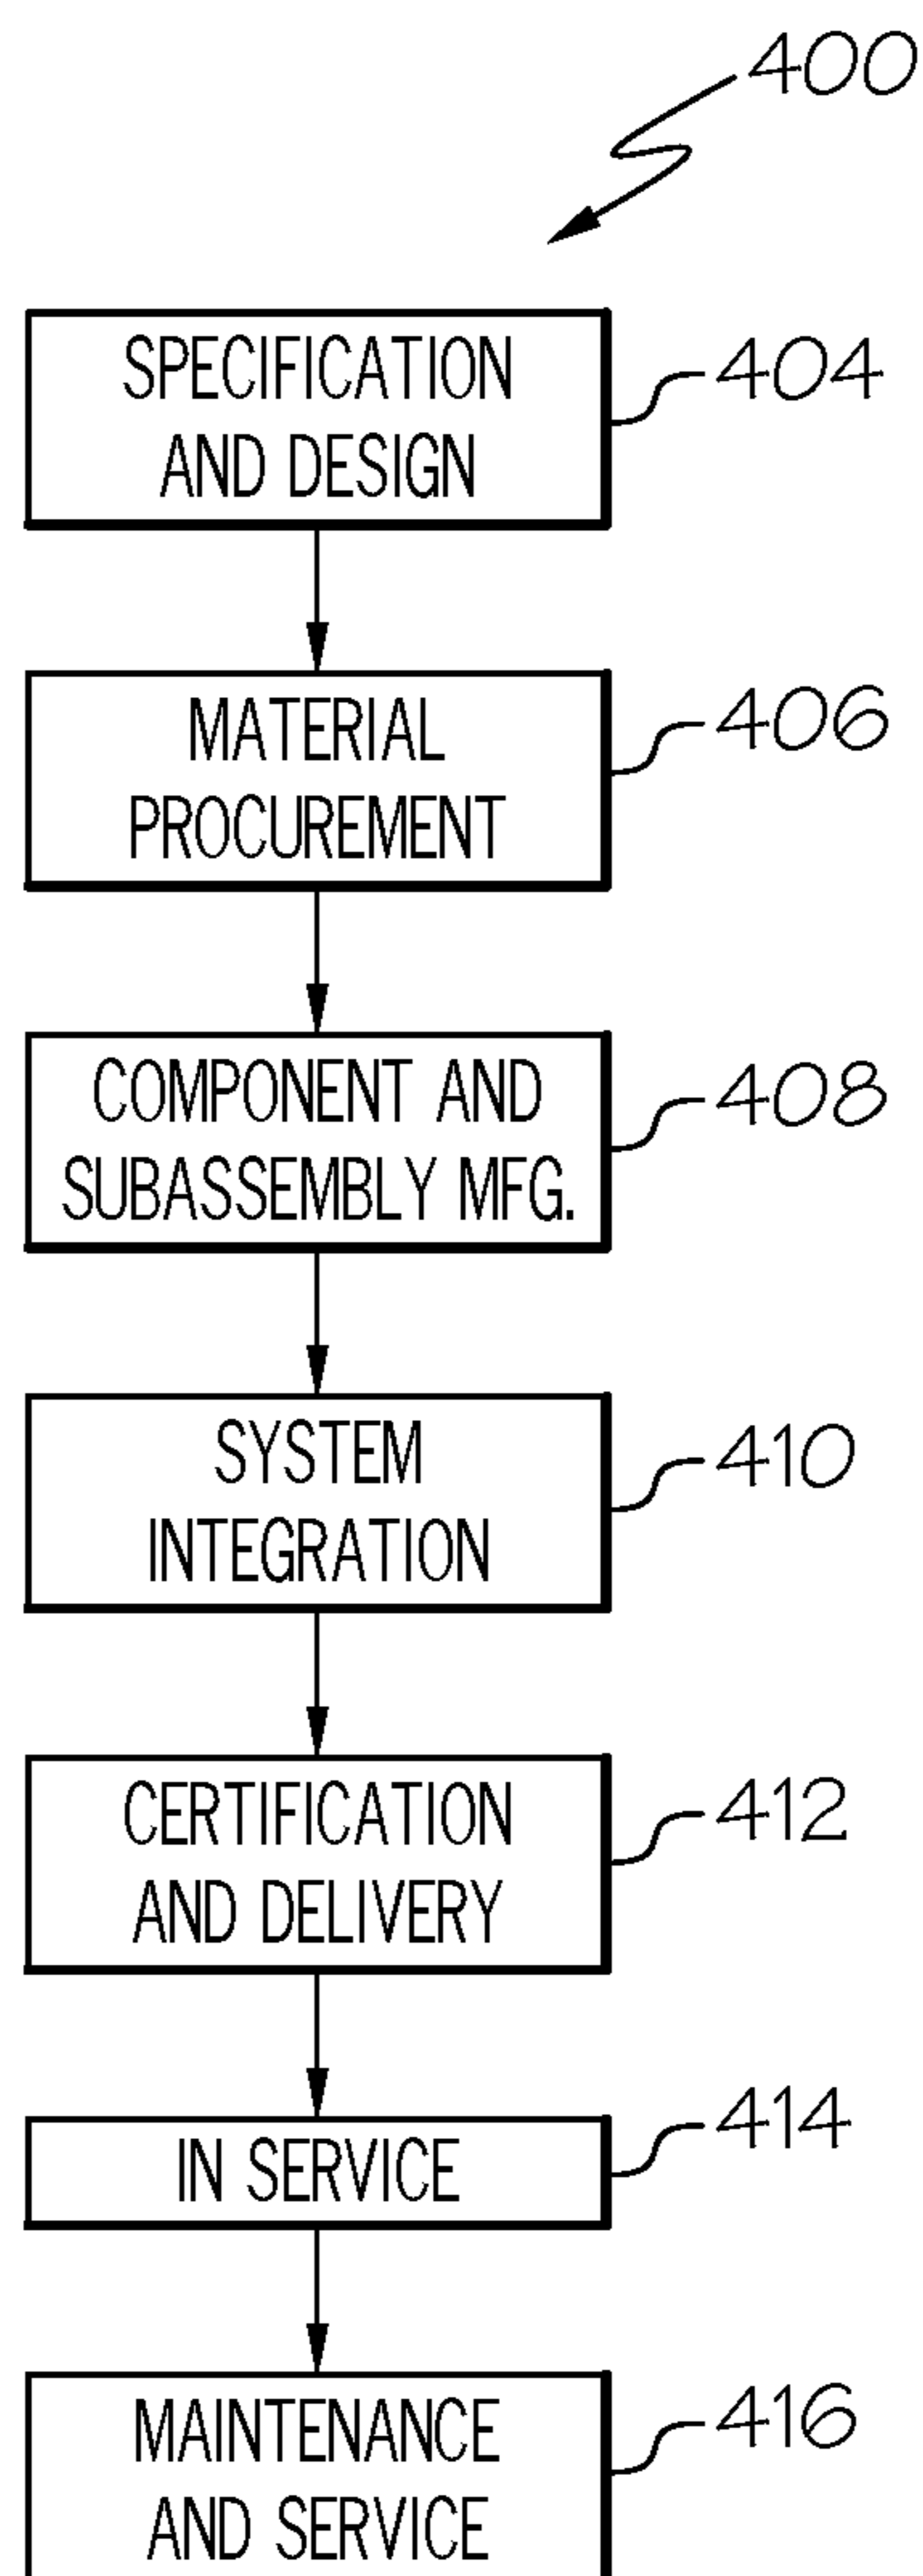 400
SPECIFICATION
AND DESIGN
404
MATERIAL
PROCUREMENT
406
COMPONENT AND
SUBASSEMBLY MFG.
408
SYSTEM
INTEGRATION
410
CERTIFICATION
AND DELIVERY
412
IN SERVICE
414
MAINTENANCE
AND SERVICE
416